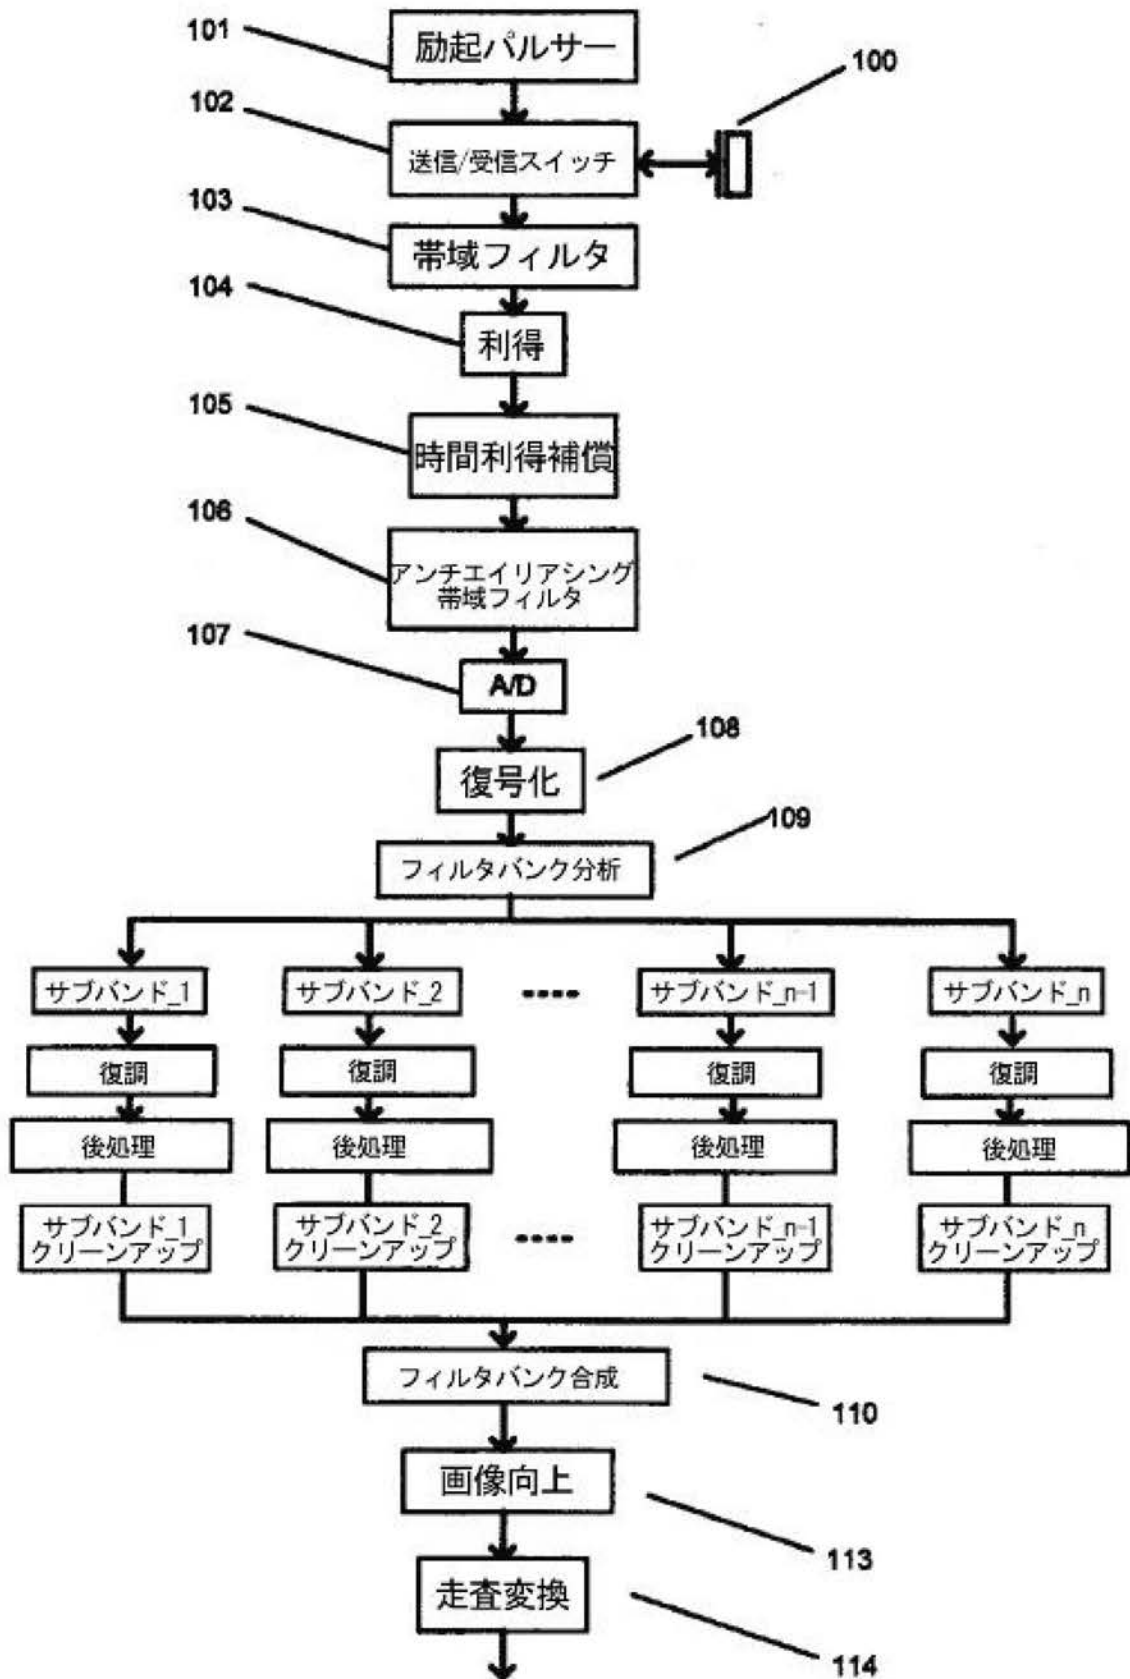 101
励起パルサー
100
102
送信/受信スイッチ
103
帯域フィルタ
104
利得
105
時間利得補償
106
アンチエイリアシング
帯域フィルタ
107
A/D
108
復号化
109
フィルタバンク分析
サブバンド_1
サブバンド_2
----
サブバンド_n-1
サブバンド_n
復調
復調
復調
復調
後処理
後処理
後処理
後処理
サブバンド_1
クリーンアップ
サブバンド_2
クリーンアップ
----
サブバンド_n-1
クリーンアップ
サブバンド_n
クリーンアップ
フィルタバンク合成
110
画像向上
113
走査変換
114